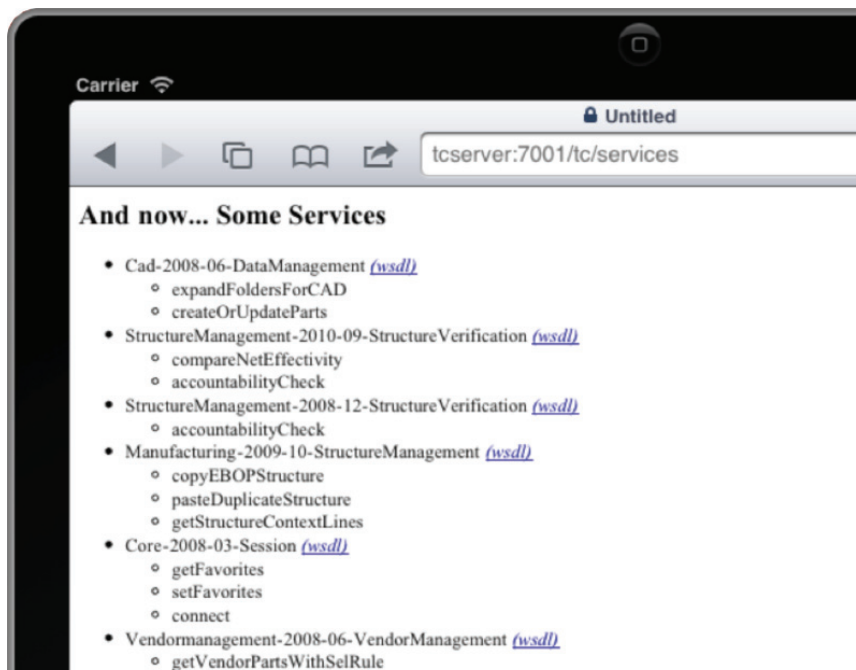 Carrier
Untitled
tcserver:7001/tc/services
And now... Some Services
Cad-2008-06-DataManagement (wsdl)
expandFoldersForCAD
createOrUpdateParts
StructureManagement-2010-09-StructureVerification (wsdl)
compareNetEffectivity
accountabilityCheck
StructureManagement-2008-12-StructureVerification (wsdl)
accountabilityCheck
Manufacturing-2009-10-StructureManagement (wsdl)
copyEBOPStructure
pasteDuplicateStructure
getStructureContextLines
Core-2008-03-Session (wsdl)
getFavorites
setFavorites
connect
Vendormanagement-2008-06-VendorManagement (wsdl)
getVendorPartsWithSelRule